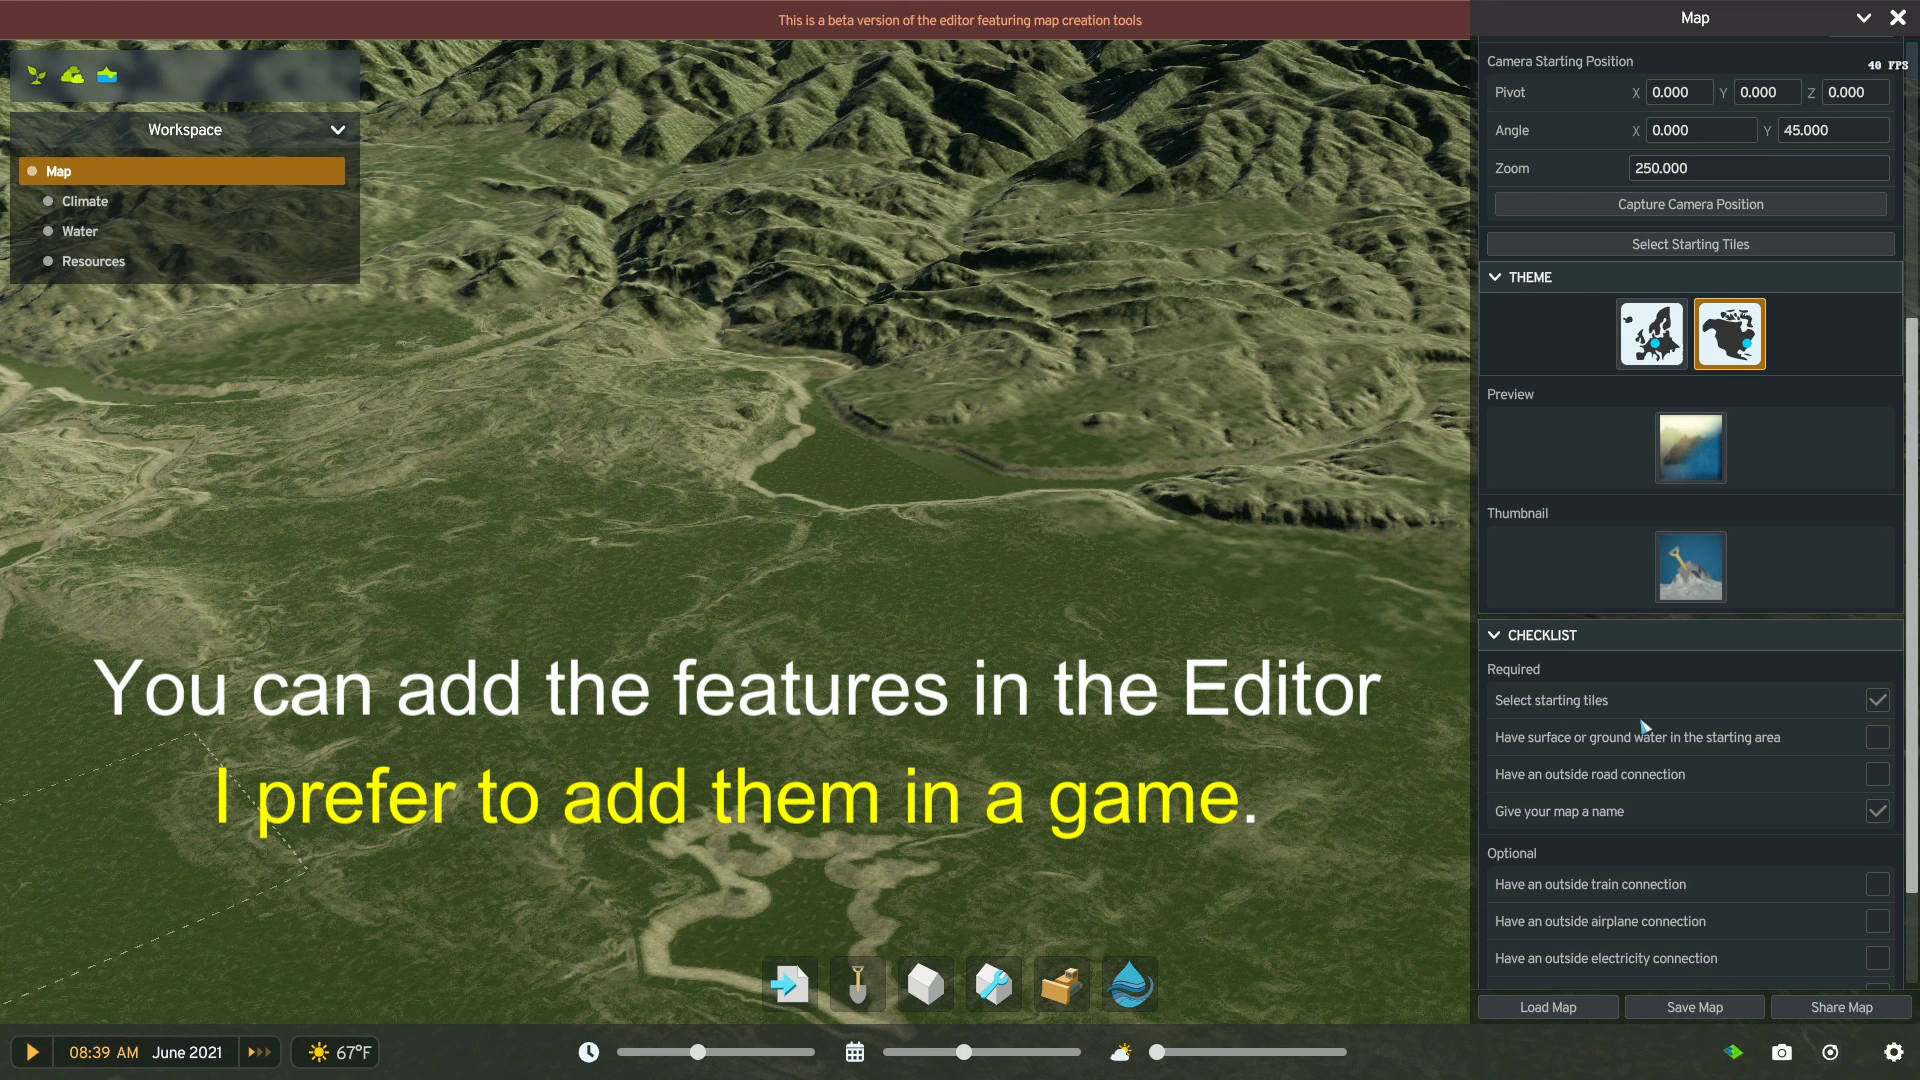 This is a beta version of the editor featuring map creation tools
Map
40 FPS
Workspace
Map
Climate
Water
Resources
Camera Starting Position
Pivot X 0.000 Y 0.000 Z 0.000
Angle X 0.000 Y 45.000
Zoom 250.000
Capture Camera Position
Select Starting Tiles
THEME
Preview
Thumbnail
CHECKLIST
Required
Select starting tiles
Have surface or ground water in the starting area
Have an outside road connection
Give your map a name
Optional
Have an outside train connection
Have an outside airplane connection
Have an outside electricity connection
Load Map Save Map Share Map
You can add the features in the Editor
I prefer to add them in a game.
08:39 AM June 2021 67°F